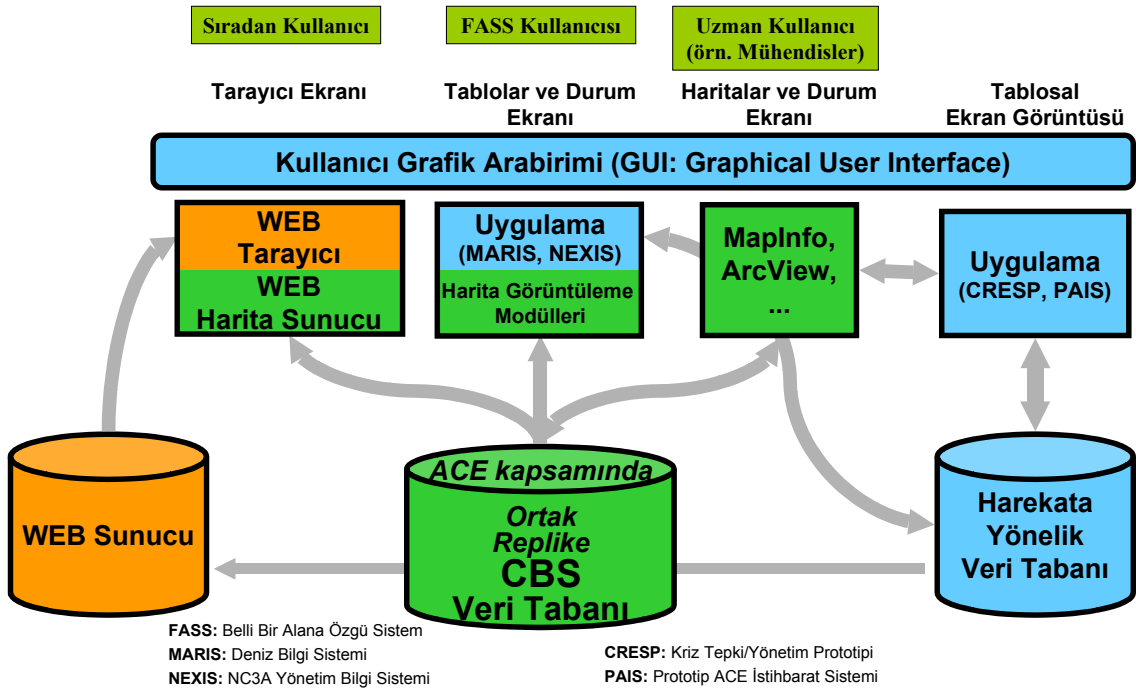 Sıradan Kullanıcı
FASS Kullanıcısı
Uzman Kullanıcı
(örn. Mühendisler)
Tarayıcı Ekranı
Tablolar ve Durum
Ekranı
Haritalar ve Durum
Ekranı
Tablosal
Ekran Görüntüsü
Kullanıcı Grafik Arabirimi (GUI: Graphical User Interface)
WEB
Tarayıcı
WEB
Harita Sunucu
Uygulama
(MARIS, NEXIS)
Harita Görüntüleme
Modülleri
MapInfo,
ArcView,
...
Uygulama
(CRESP, PAIS)
WEB Sunucu
ACE kapsamında
Ortak
Replike
CBS
Veri Tabanı
Harekata
Yönelik
Veri Tabanı
FASS: Belli Bir Alana Özgü Sistem
MARIS: Deniz Bilgi Sistemi
NEXIS: NC3A Yönetim Bilgi Sistemi
CRESP: Kriz Tepki/Yönetim Prototipi
PAIS: Prototip ACE İstihbarat Sistemi